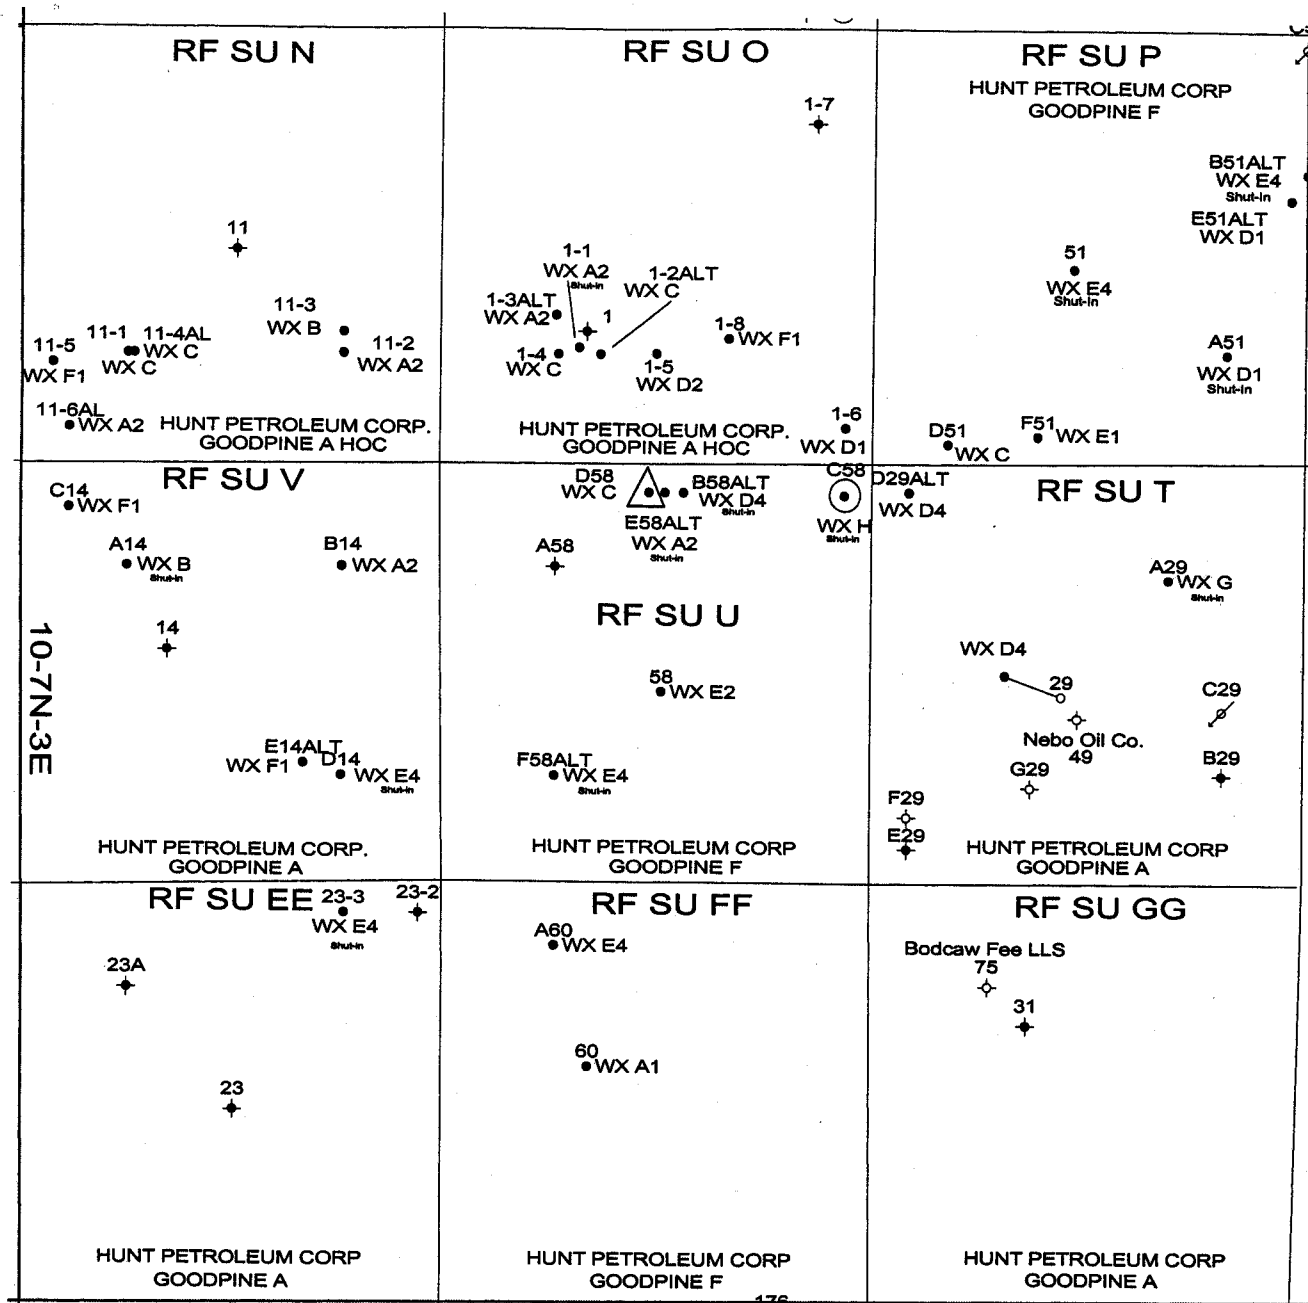 RF SU N
11
11-3
WX B
11-2
WX A2
11-1
11-4AL
WX C
WX C
11-5
WX F1
11-6AL
WX A2
HUNT PETROLEUM CORP.
GOODPINE A HOC
RF SU O
1-7
1-1
WX A2
Shut-in
1-2ALT
WX C
1-3ALT
WX A2
1
1-8
WX F1
1-4
WX C
1-5
WX D2
1-6
WX D1
HUNT PETROLEUM CORP.
GOODPINE A HOC
RF SU P
HUNT PETROLEUM CORP
GOODPINE F
B51ALT
WX E4
Shut-in
E51ALT
WX D1
51
WX E4
Shut-in
A51
WX D1
Shut-in
F51
WX E1
D51
WX C
10-7N-3E
RF SU V
C14
WX F1
A14
WX B
Shut-in
B14
WX A2
14
E14ALT
WX F1
D14
WX E4
Shut-in
HUNT PETROLEUM CORP.
GOODPINE A
D58
WX C
B58ALT
WX D4
Shut-in
E58ALT
WX A2
Shut-in
C58
WX H
Shut-in
A58
RF SU U
58
WX E2
F58ALT
WX E4
Shut-in
HUNT PETROLEUM CORP
GOODPINE F
D29ALT
WX D4
RF SU T
A29
WX G
Shut-in
WX D4
29
C29
Nebo Oil Co.
49
B29
G29
F29
E29
HUNT PETROLEUM CORP
GOODPINE A
RF SU EE
23-3
WX E4
Shut-in
23-2
23A
23
HUNT PETROLEUM CORP
GOODPINE A
RF SU FF
A60
WX E4
60
WX A1
HUNT PETROLEUM CORP
GOODPINE F
RF SU GG
Bodcaw Fee LLS
75
31
HUNT PETROLEUM CORP
GOODPINE A